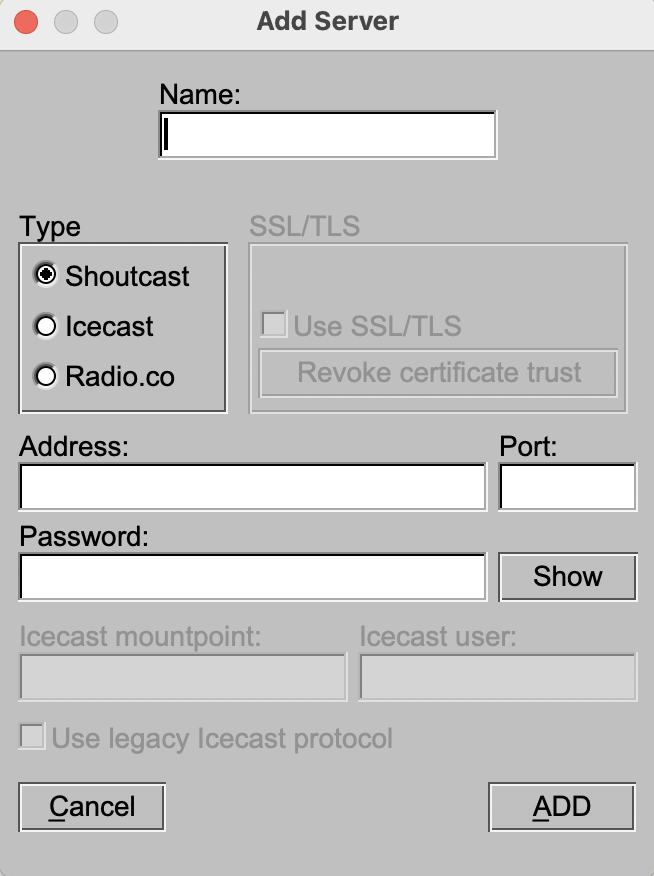 Add Server
Name:
Type
SSL/TLS
Shoutcast
Icecast
Use SSL/TLS
Radio.co
Revoke certificate trust
Address:
Port:
Password:
Show
Icecast mountpoint:
Icecast user:
Use legacy Icecast protocol
Cancel
ADD